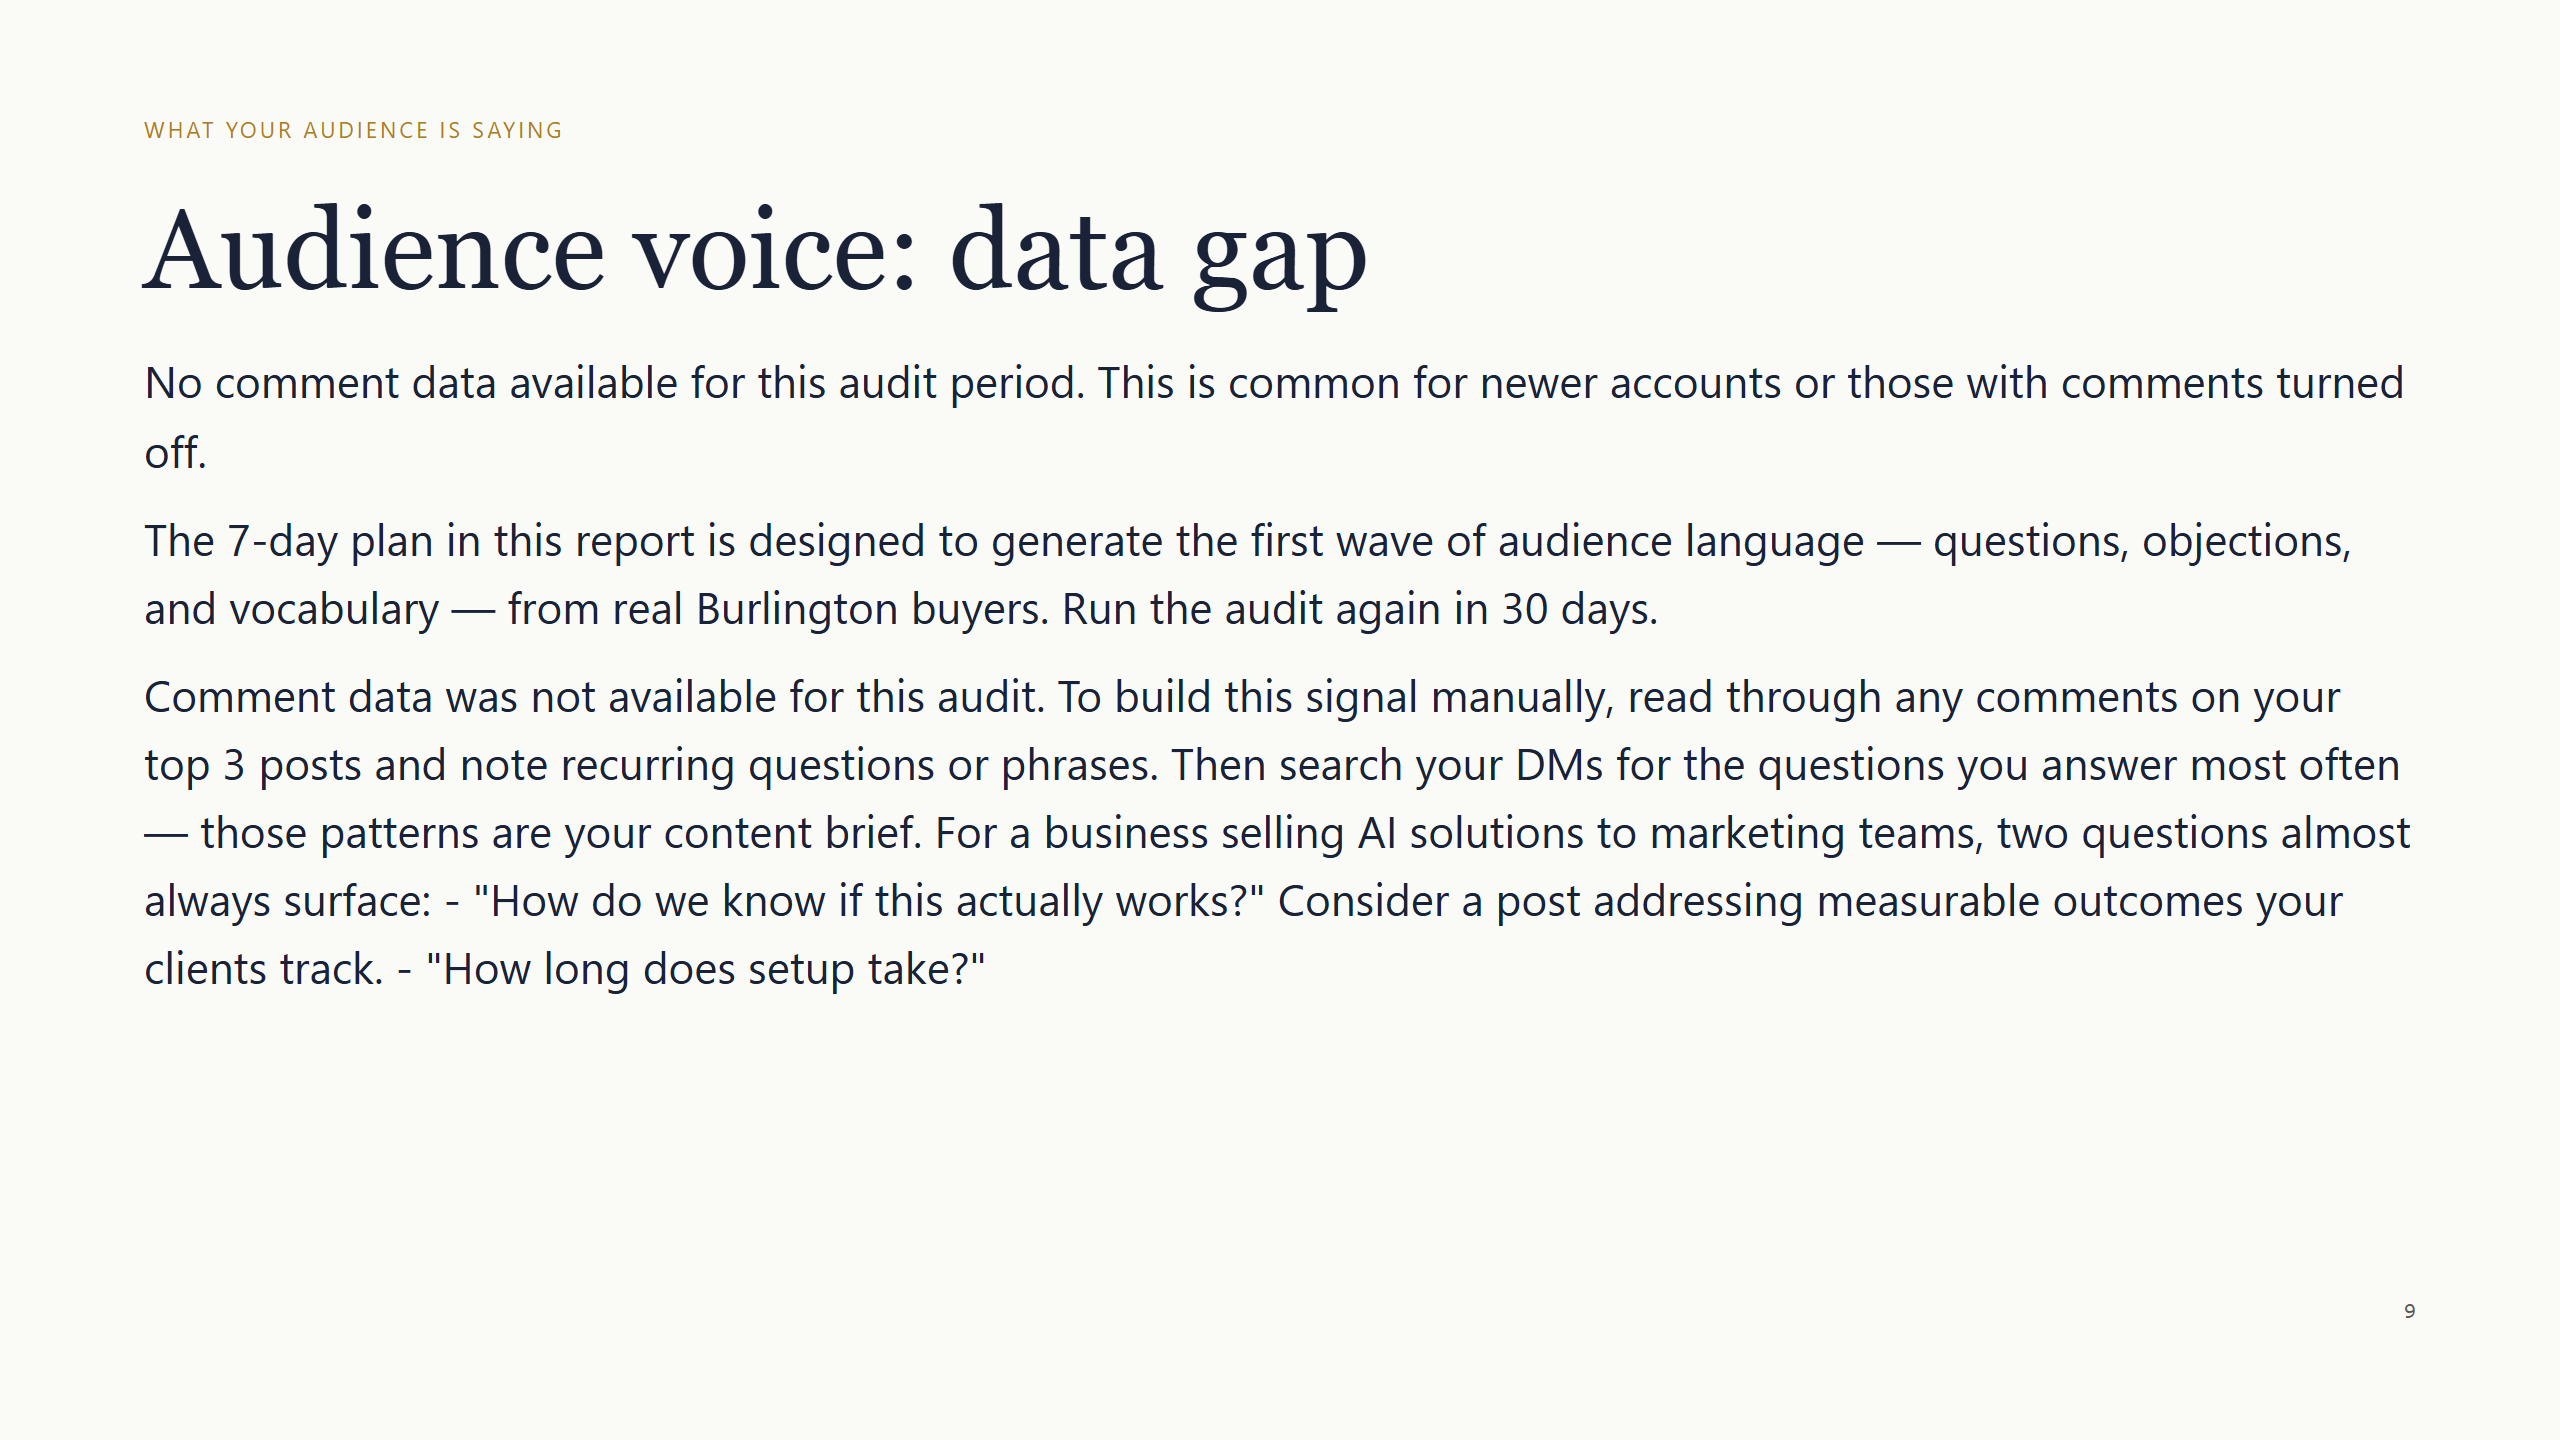 WHAT YOUR AUDIENCE IS SAYING
Audience voice: data gap
No comment data available for this audit period. This is common for newer accounts or those with comments turned
off.
The 7-day plan in this report is designed to generate the first wave of audience language — questions, objections,
and vocabulary — from real Burlington buyers. Run the audit again in 30 days.
Comment data was not available for this audit. To build this signal manually, read through any comments on your
top 3 posts and note recurring questions or phrases. Then search your DMs for the questions you answer most often
— those patterns are your content brief. For a business selling AI solutions to marketing teams, two questions almost
always surface: - "How do we know if this actually works?" Consider a post addressing measurable outcomes your
clients track. - "How long does setup take?"
9